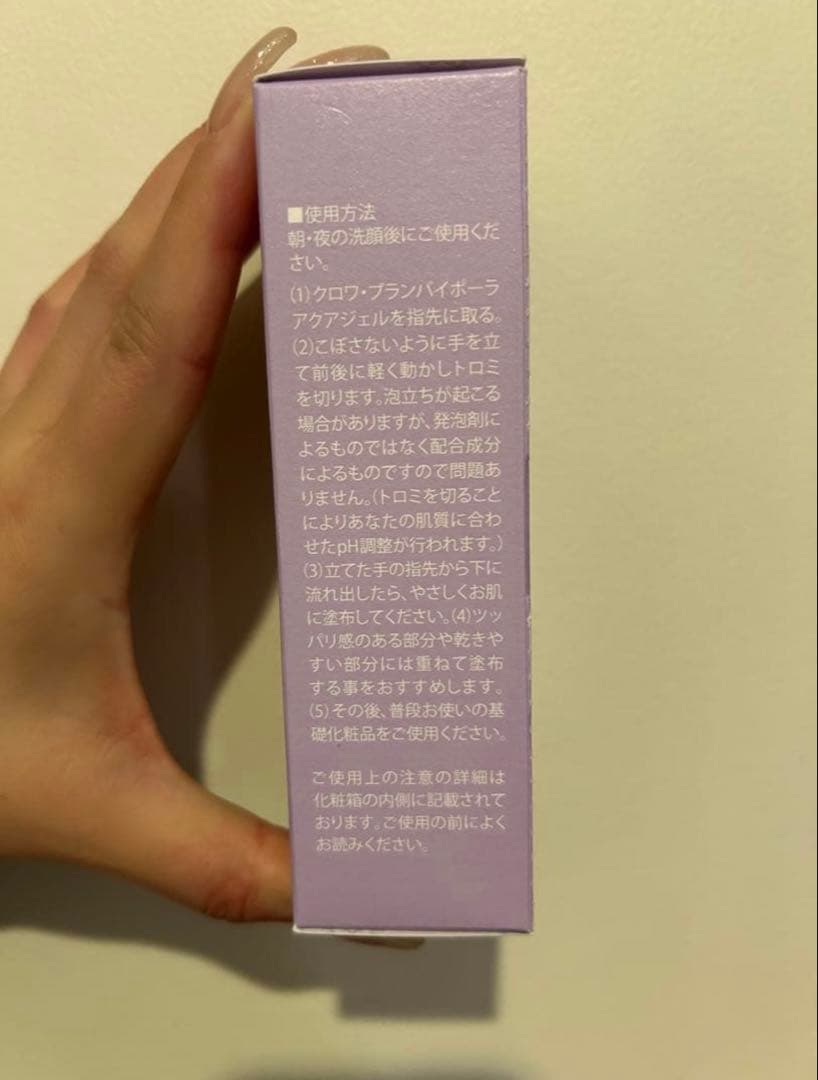 ■使用方法
朝・夜の洗顔後にご使用くだ
さい。
(1)クロワ・ブランバイポーラ
アクアジェルを指先に取る。
(2)こぼさないように手を立
て前後に軽く動かしトロミ
を切ります。泡立ちが起こる
場合がありますが、発泡剤に
よるものではなく配合成分
によるものですので問題あ
りません。(トロミを切ること
によりあなたの肌質に合わ
せたpH調整が行われます。)
(3)立てた手の指先から下に
流れ出したら、やさしくお肌
に塗布してください。(4)ツッ
パリ感のある部分や乾きや
すい部分には重ねて塗布
する事をおすすめします。
(5)その後、普段お使いの基
礎化粧品をご使用ください。
ご使用上の注意の詳細は
化粧箱の内側に記載されて
おります。ご使用の前によく
お読みください。